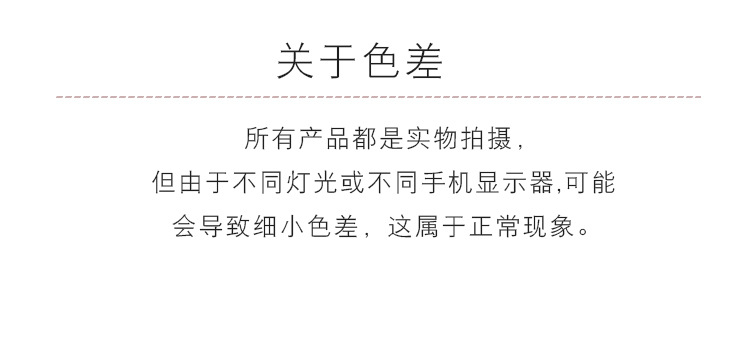 关于色差
所有产品都是实物拍摄，
但由于不同灯光或不同手机显示器,可能
会导致细小色差，这属于正常现象。